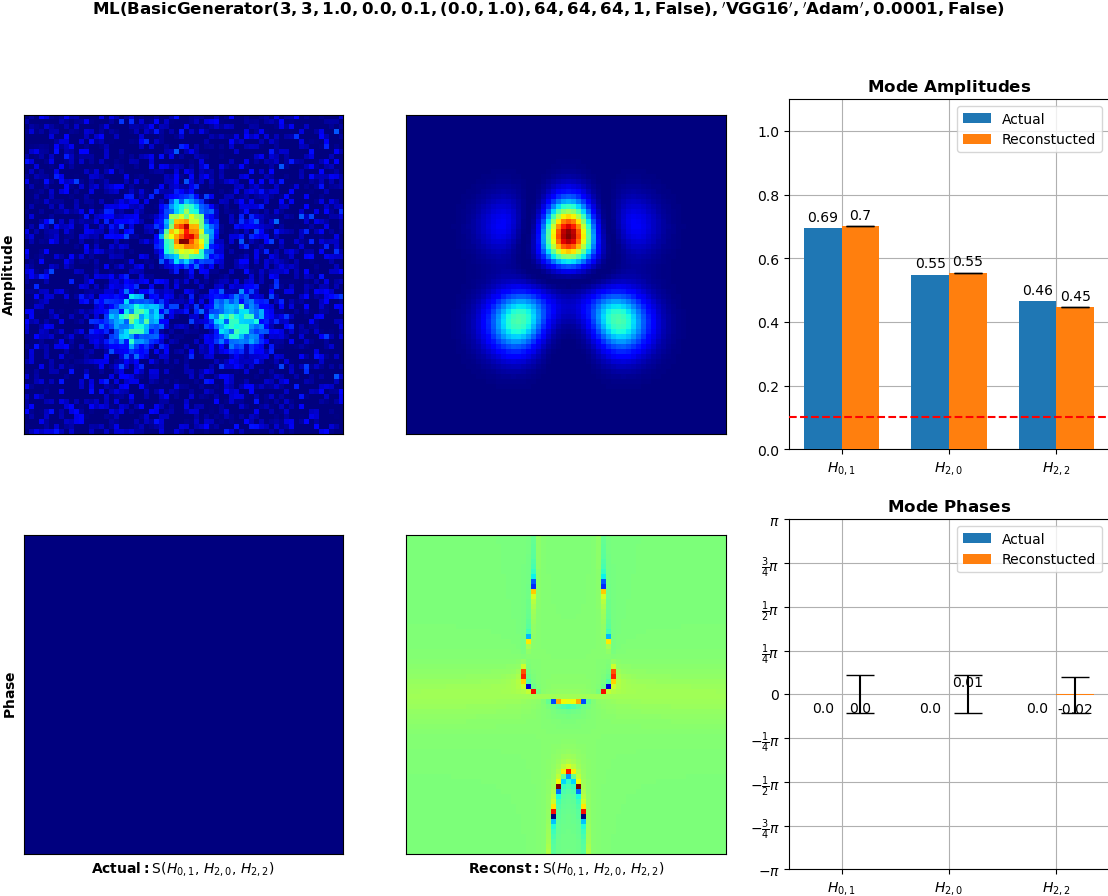 ML(BasicGenerator(3, 3, 1.0, 0.0, 0.1, (0.0, 1.0), 64, 64, 64, 1, False), 'VGG16', 'Adam', 0.0001, False)
Amplitude
Mode Amplitudes
Actual
Reconstucted
1.0
0.8
0.6
0.4
0.2
0.0
0.69 0.7
0.55 0.55
0.46 0.45
H0,1 H2,0 H2,2
Phase
Actual: S(H0,1, H2,0, H2,2)
Reconst: S(H0,1, H2,0, H2,2)
Mode Phases
Actual
Reconstucted
π
3/4π
1/2π
1/4π
0
−1/4π
−1/2π
−3/4π
−π
0.0 0.0
0.0 0.01
0.0 -0.02
H0,1 H2,0 H2,2